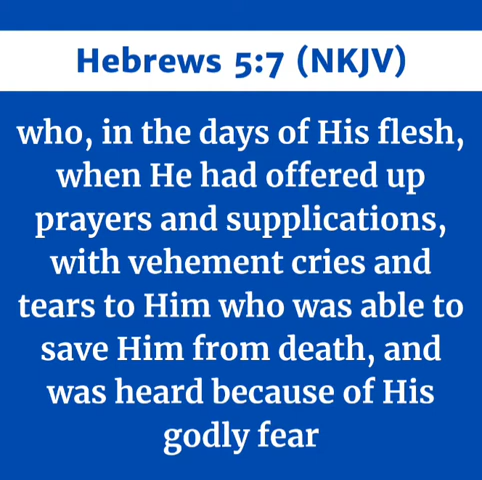 Hebrews 5:7 (NKJV)
who, in the days of His flesh,
when He had offered up
prayers and supplications,
with vehement cries and
tears to Him who was able to
save Him from death, and
was heard because of His
godly fear